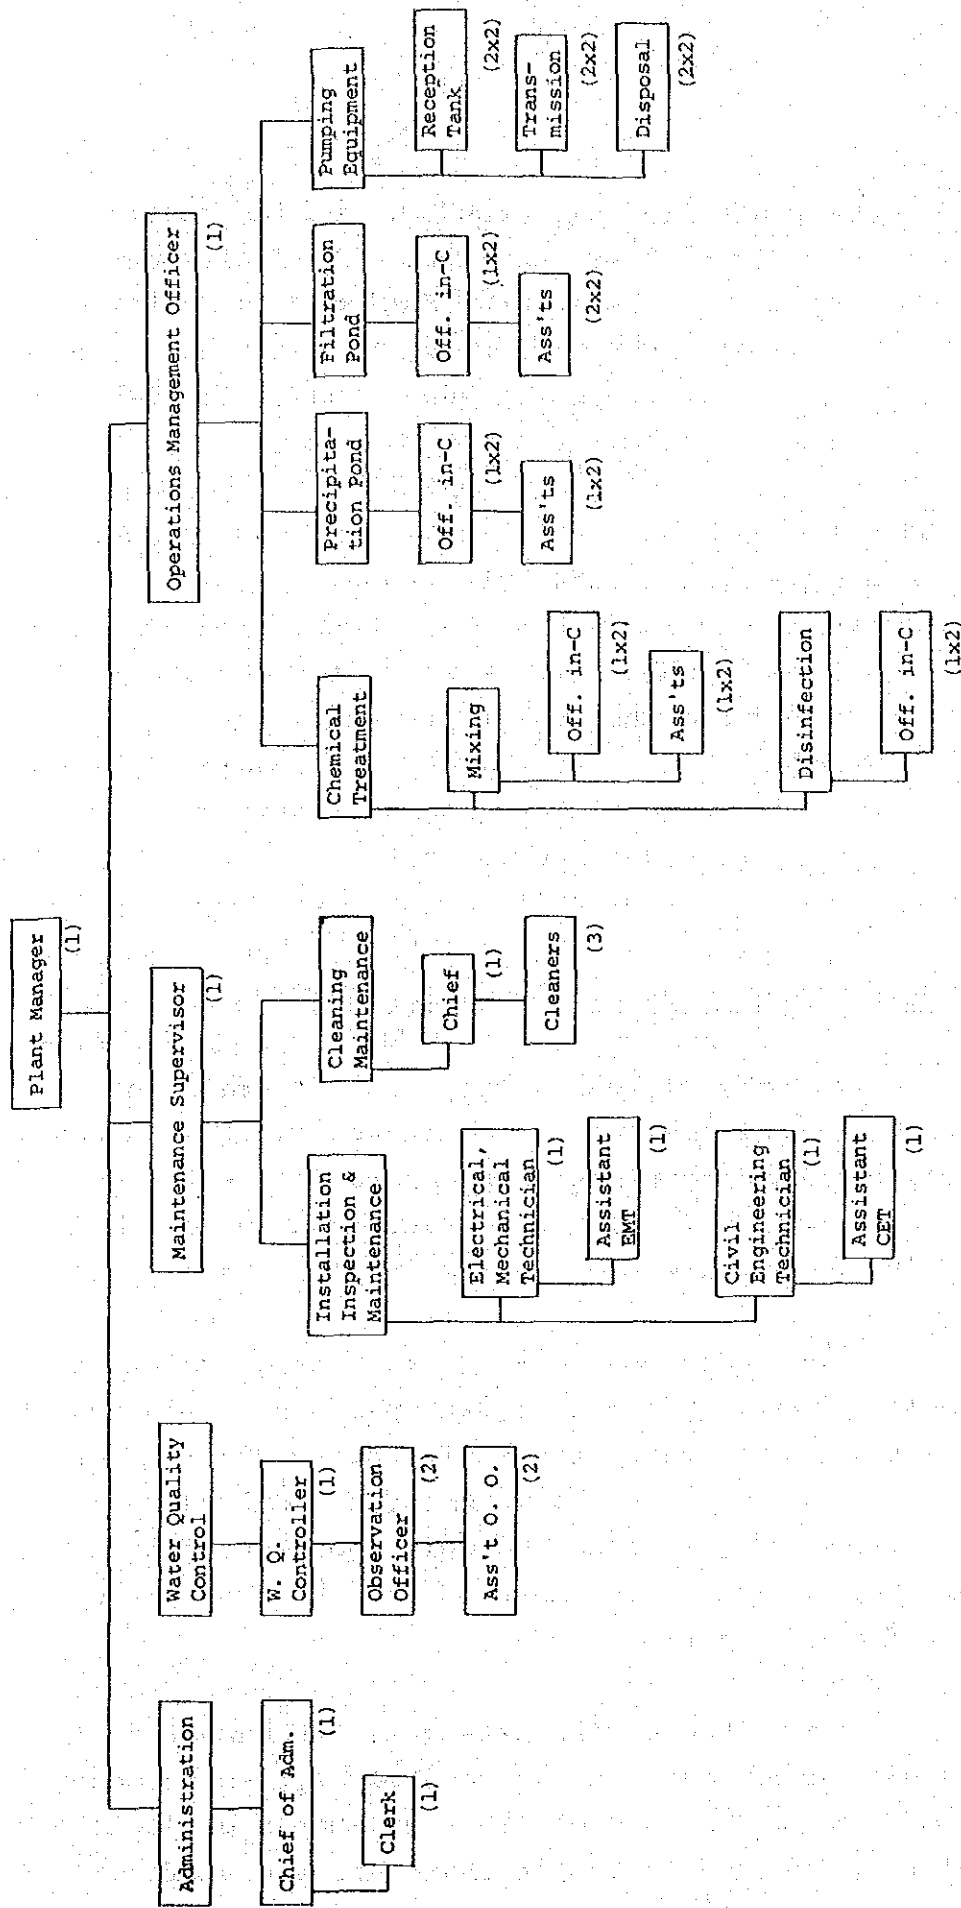 Plant Manager
(1)
Administration
Chief of Adm.
(1)
Clerk
(1)
Water Quality
Control
W. Q.
Controller
(1)
Observation
Officer
(2)
Ass't O. O.
(2)
Maintenance Supervisor
(1)
Installation
Inspection &
Maintenance
Electrical,
Mechanical
Technician
(1)
Assistant
EMT
(1)
Civil
Engineering
Technician
(1)
Assistant
CET
(1)
Cleaning
Maintenance
Chief
(1)
Cleaners
(3)
Operations Management Officer
(1)
Chemical
Treatment
Mixing
Off. in-C
(1x2)
Ass'ts
(1x2)
Disinfection
Off. in-C
(1x2)
Precipita-
tion Pond
Off. in-C
(1x2)
Ass'ts
(1x2)
Filtration
Pond
Off. in-C
(1x2)
Ass'ts
(2x2)
Pumping
Equipment
Reception
Tank
(2x2)
Trans-
mission
(2x2)
Disposal
(2x2)